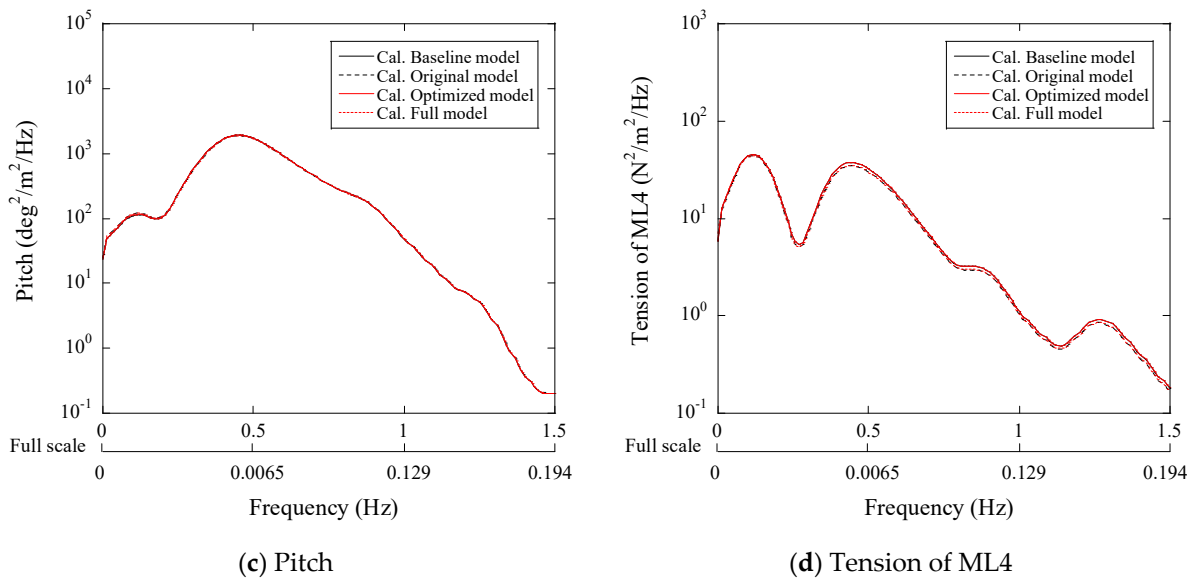 10^5
10^4
10^3
10^2
10^1
10^0
10^-1
Pitch (deg^2/m^2/Hz)
Cal. Baseline model
Cal. Original model
Cal. Optimized model
Cal. Full model
0 0.5 1 1.5
Full scale
0 0.0065 0.129 0.194
Frequency (Hz)
(c) Pitch
10^3
10^2
10^1
10^0
10^-1
Tension of ML4 (N^2/m^2/Hz)
Cal. Baseline model
Cal. Original model
Cal. Optimized model
Cal. Full model
0 0.5 1 1.5
Full scale
0 0.0065 0.129 0.194
Frequency (Hz)
(d) Tension of ML4